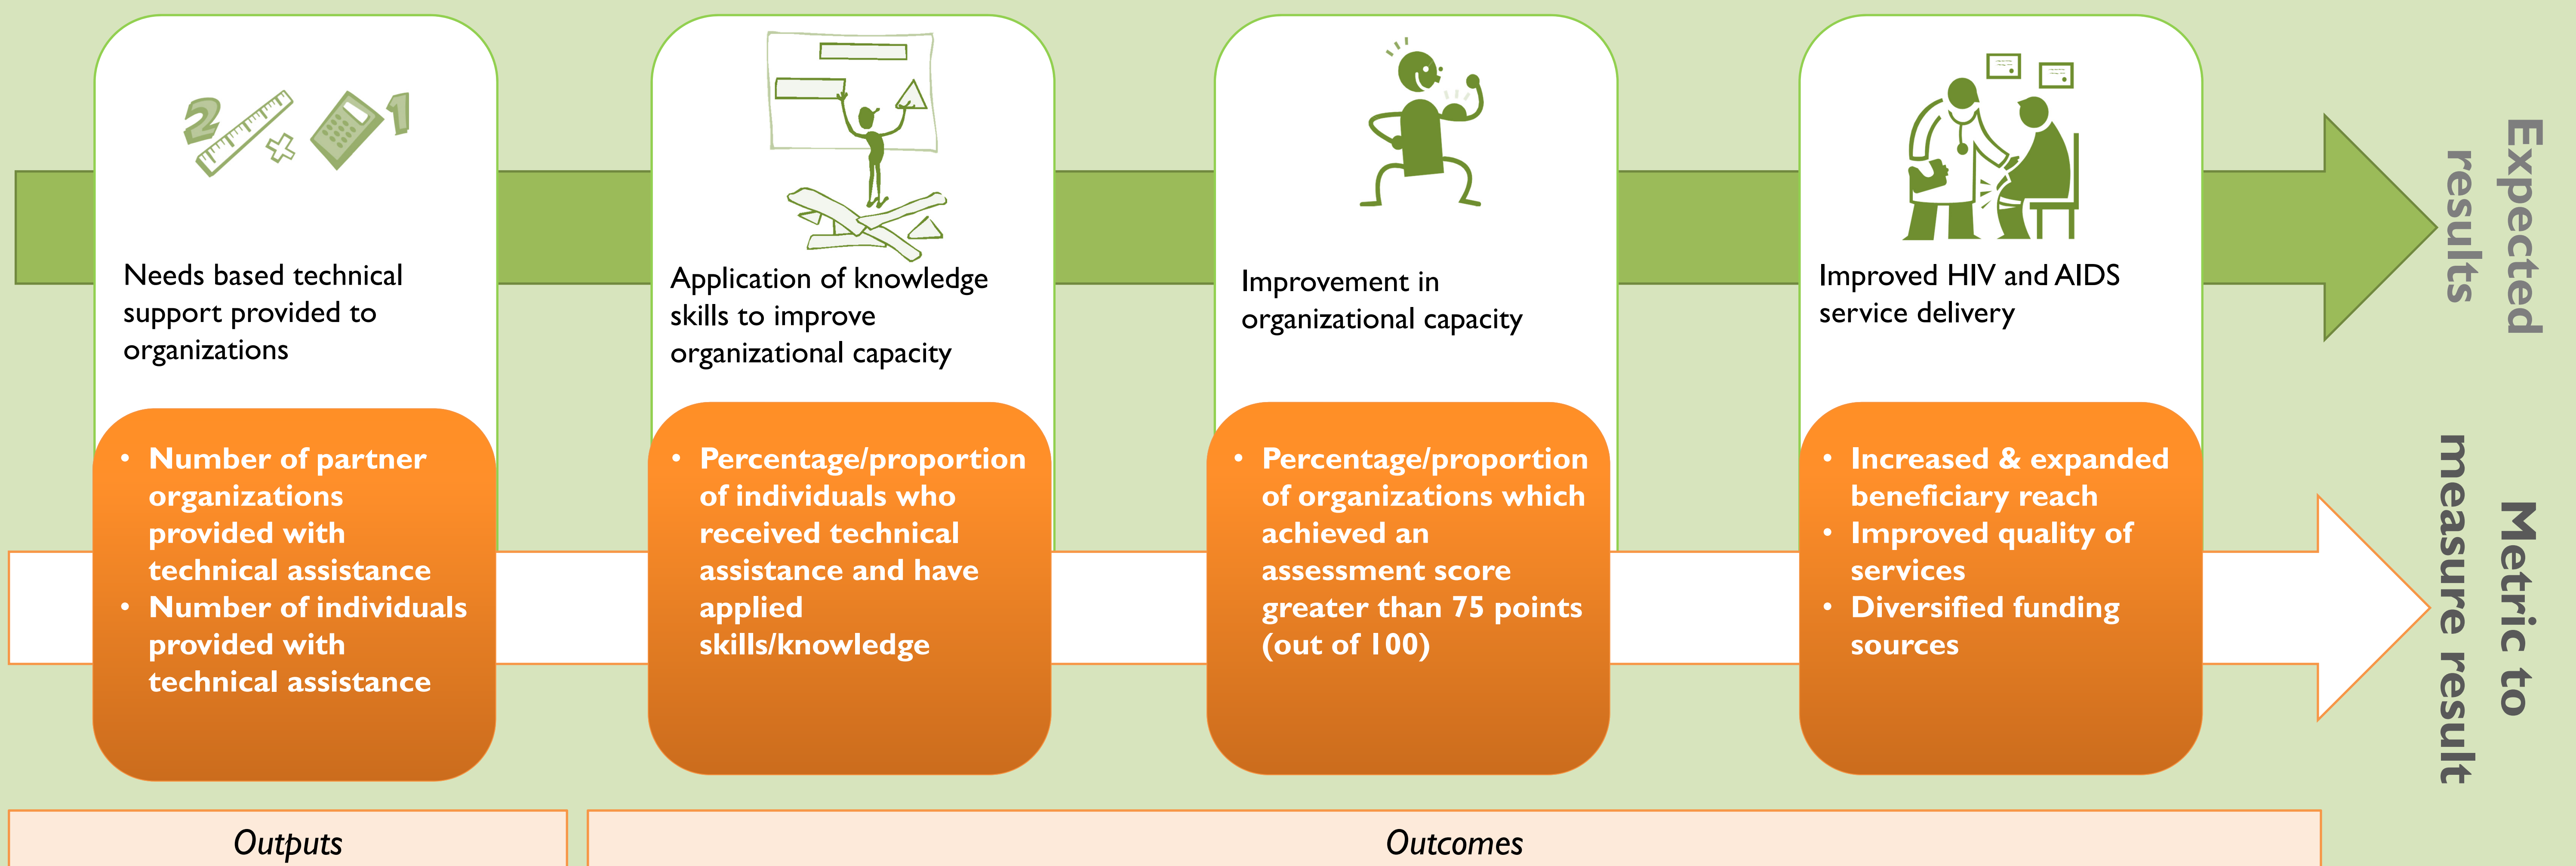 2 1
Needs based technical
support provided to
organizations
• Number of partner
organizations
provided with
technical assistance
• Number of individuals
provided with
technical assistance
Application of knowledge
skills to improve
organizational capacity
• Percentage/proportion
of individuals who
received technical
assistance and have
applied
skills/knowledge
Improvement in
organizational capacity
• Percentage/proportion
of organizations which
achieved an
assessment score
greater than 75 points
(out of 100)
Improved HIV and AIDS
service delivery
• Increased & expanded
beneficiary reach
• Improved quality of
services
• Diversified funding
sources
Expected
results
Metric to
measure result
Outputs
Outcomes